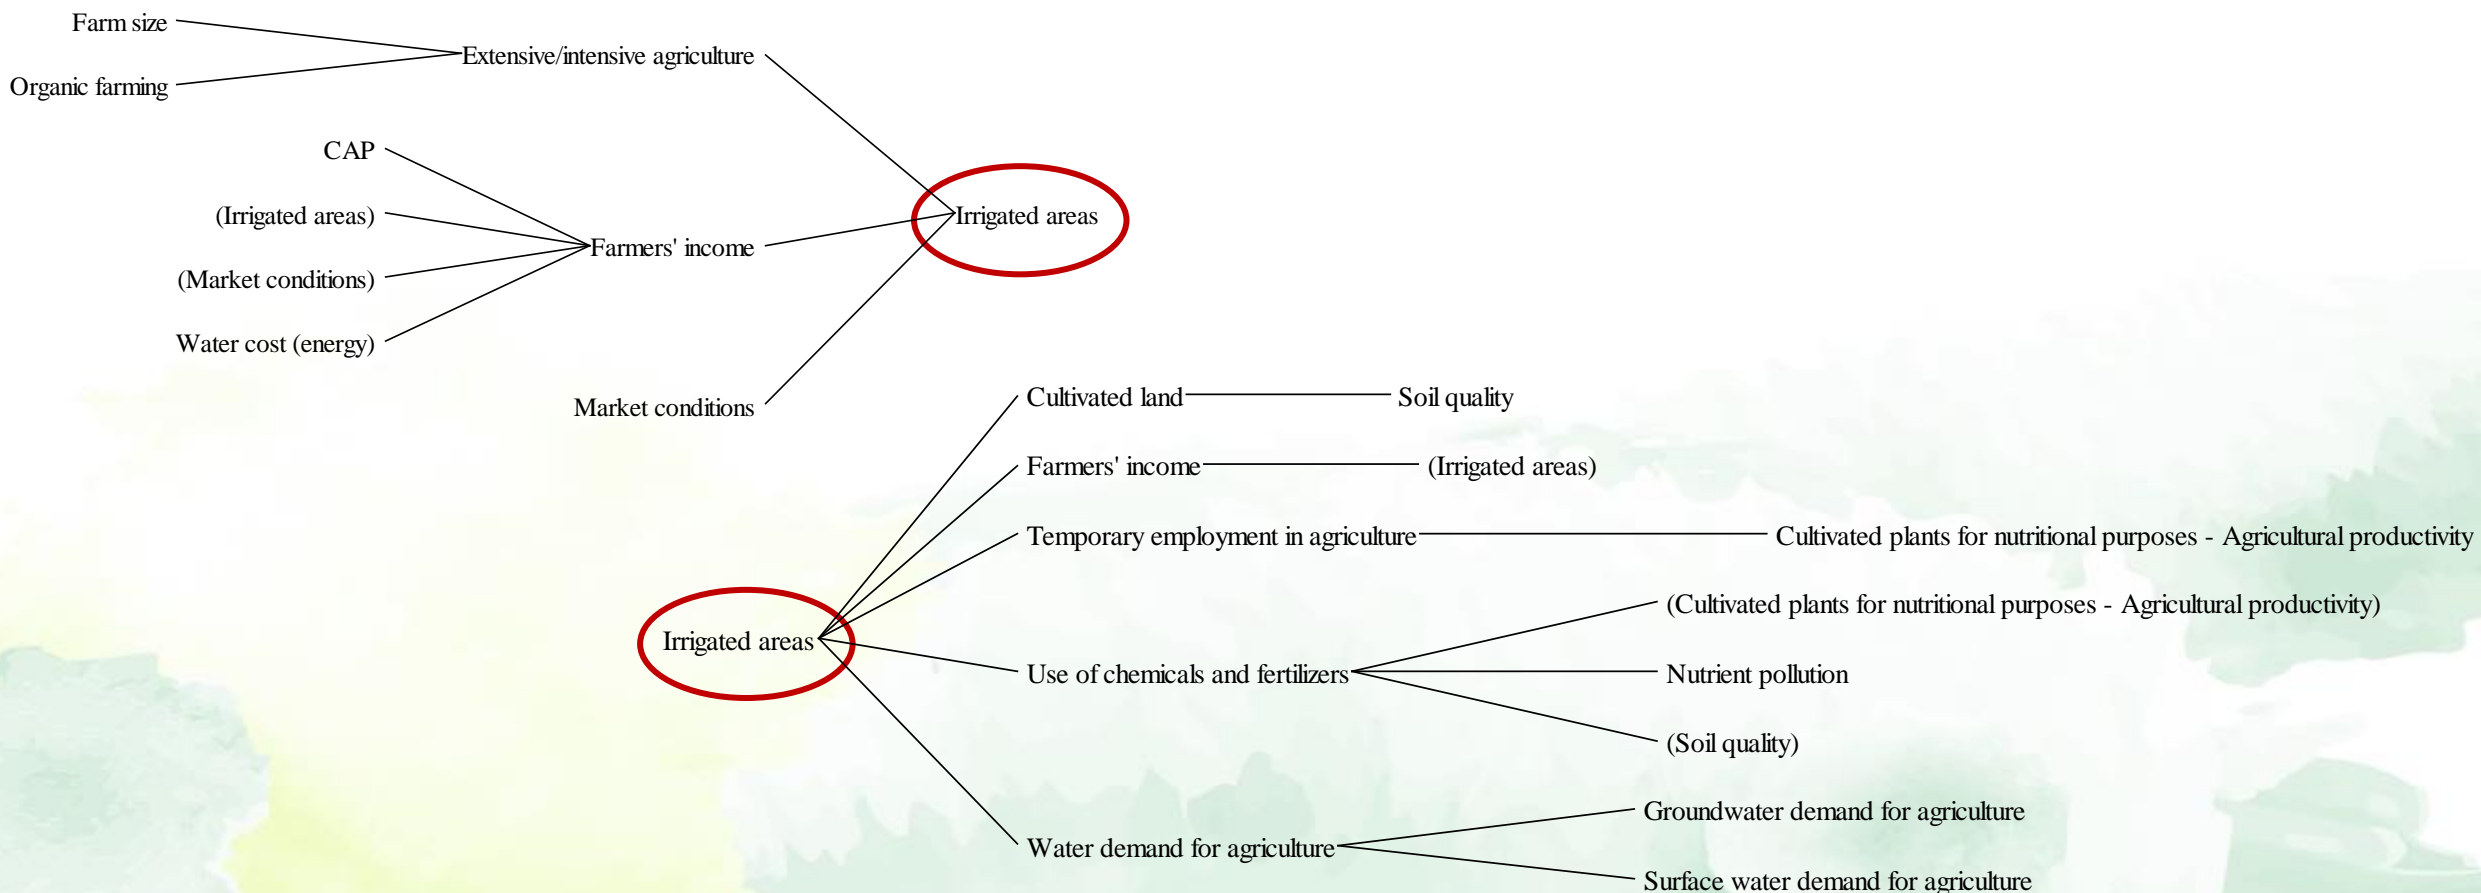 Farm size
Extensive/intensive agriculture
Organic farming
CAP
(Irrigated areas)
Irrigated areas
Farmers' income
(Market conditions)
Water cost (energy)
Market conditions
Cultivated land
Soil quality
Farmers' income
(Irrigated areas)
Temporary employment in agriculture
Cultivated plants for nutritional purposes - Agricultural productivity
(Cultivated plants for nutritional purposes - Agricultural productivity)
Irrigated areas
Use of chemicals and fertilizers
Nutrient pollution
(Soil quality)
Groundwater demand for agriculture
Water demand for agriculture
Surface water demand for agriculture